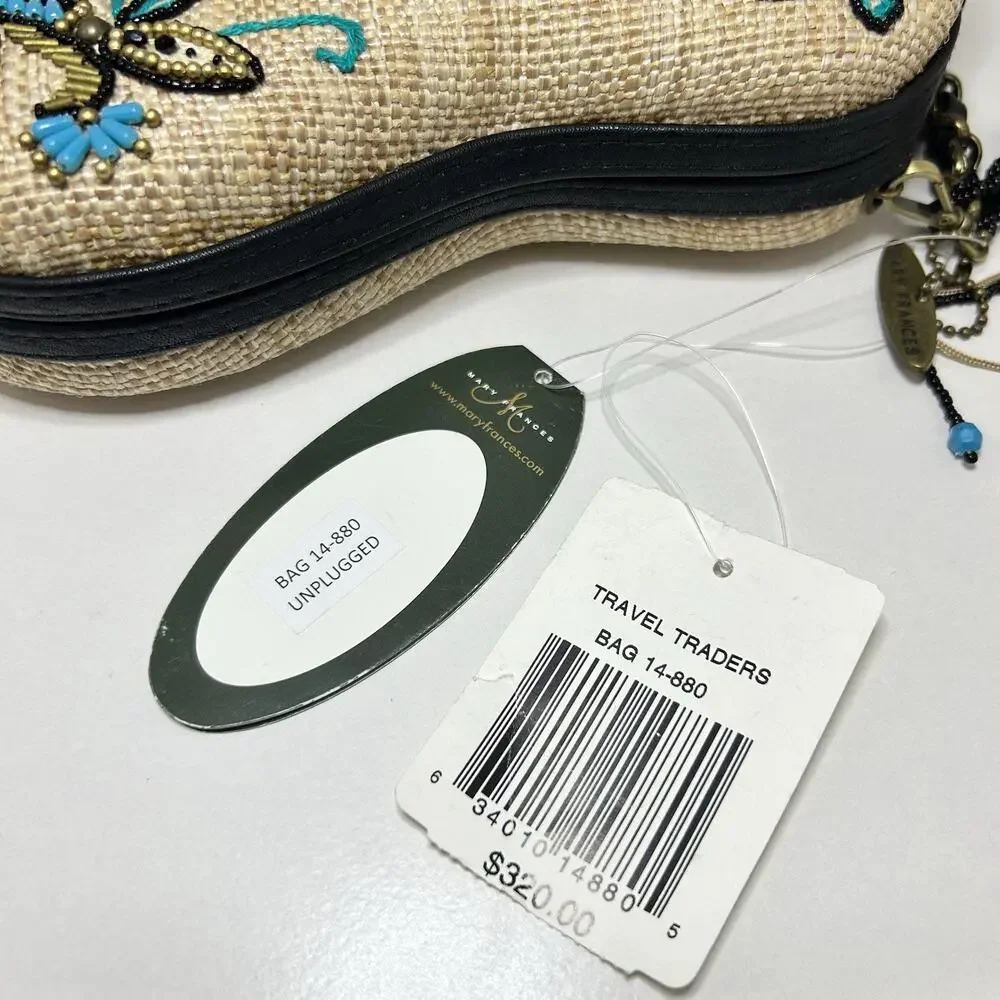 MARY FRANCES
www.maryfrances.com
BAG 14-880
UNPLUGGED
TRAVEL TRADERS
BAG 14-880
6 34010 14880 5
$320.00
ARY FRANCES